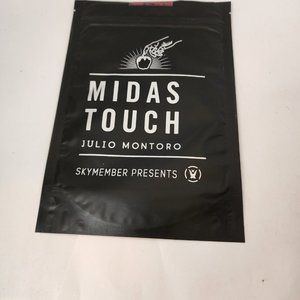 MIDAS
TOUCH
JULIO MONTORO
SKYMEMBER PRESENTS